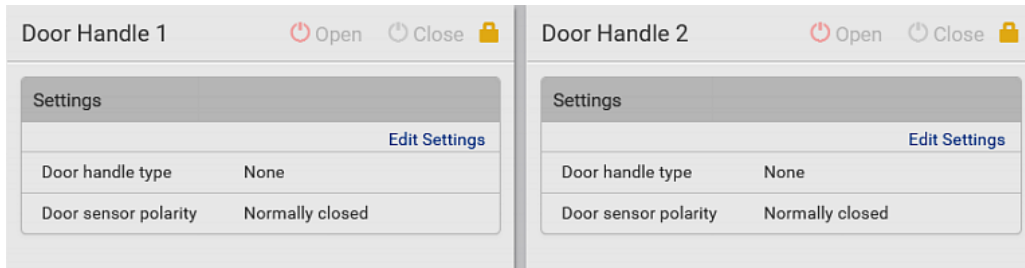 Door Handle 1 Open Close
Settings
Edit Settings
Door handle type None
Door sensor polarity Normally closed
Door Handle 2 Open Close
Settings
Edit Settings
Door handle type None
Door sensor polarity Normally closed